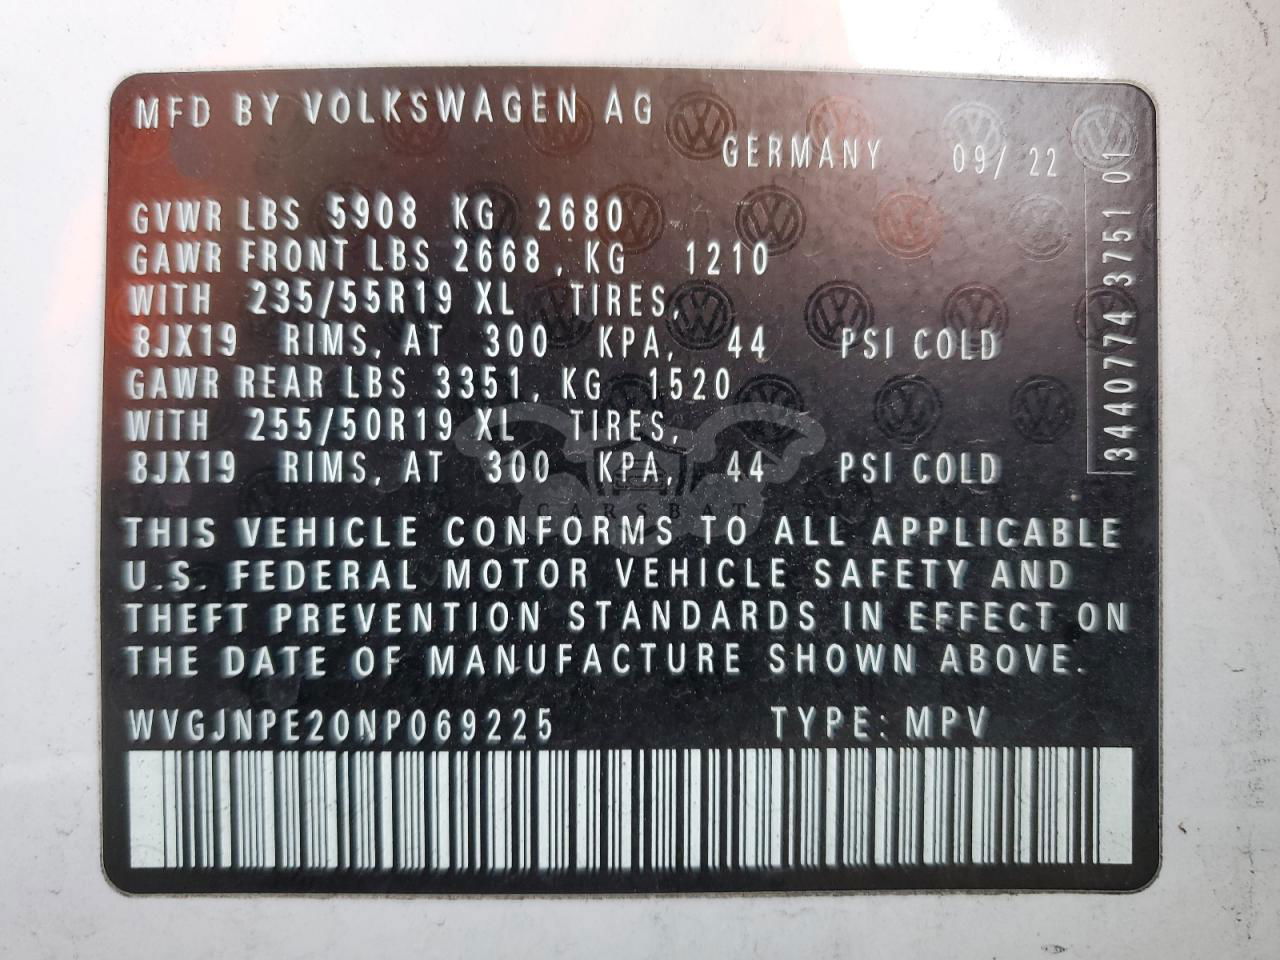 MFD BY VOLKSWAGEN AG
GERMANY 09/ 22
GVWR LBS 5908 KG 2680
GAWR FRONT LBS 2668, KG 1210
WITH 235/55R19 XL TIRES,
8JX19 RIMS, AT 300 KPA, 44 PSI COLD
GAWR REAR LBS 3351, KG 1520
WITH 255/50R19 XL TIRES,
8JX19 RIMS, AT 300 KPA, 44 PSI COLD
THIS VEHICLE CONFORMS TO ALL APPLICABLE
U.S. FEDERAL MOTOR VEHICLE SAFETY AND
THEFT PREVENTION STANDARDS IN EFFECT ON
THE DATE OF MANUFACTURE SHOWN ABOVE.
WVGJNPE20NP069225 TYPE: MPV
3440774 3751 01
CARSBAT